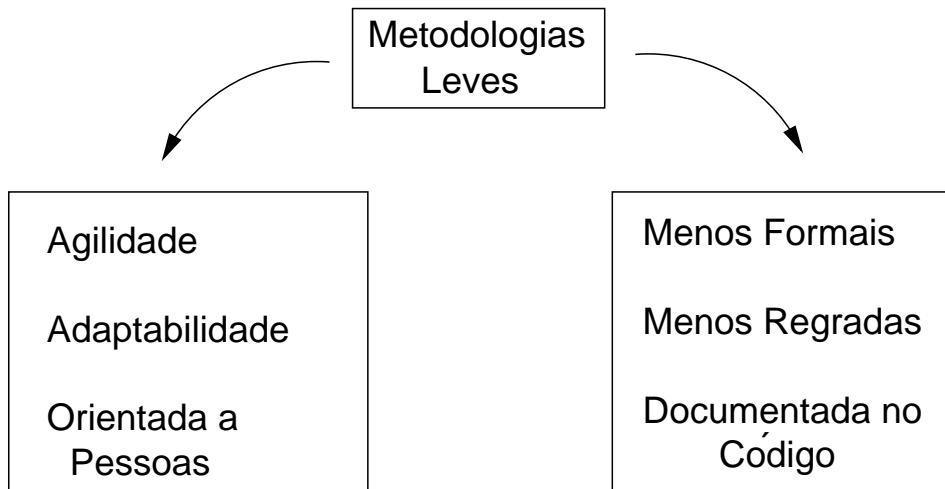 Metodologias
Leves
Agilidade
Adaptabilidade
Orientada a
Pessoas
Menos Formais
Menos Regradas
Documentada no
Código